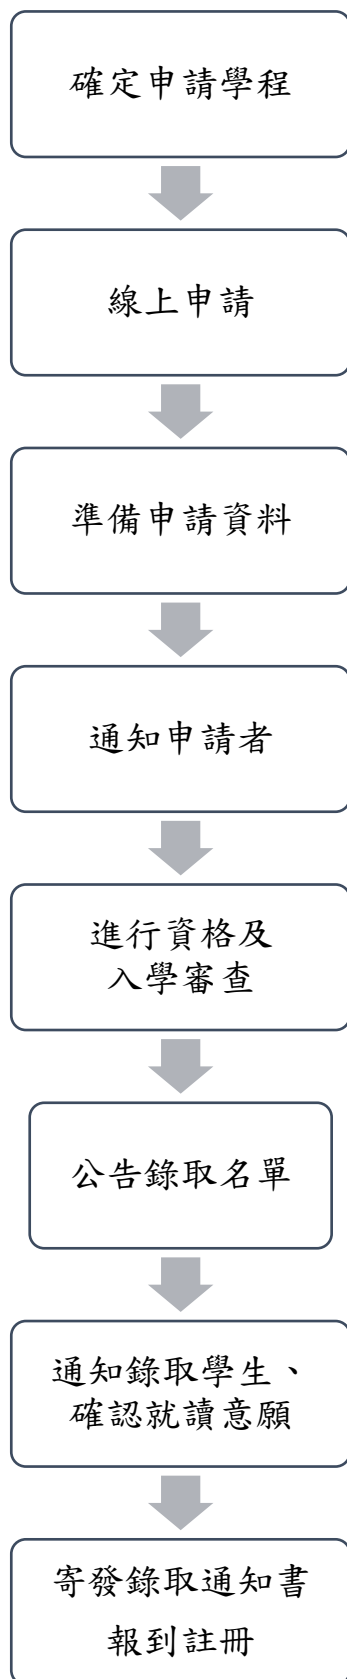 確定申請學程
線上申請
準備申請資料
通知申請者
進行資格及
入學審查
公告錄取名單
通知錄取學生、
確認就讀意願
寄發錄取通知書
報到註冊